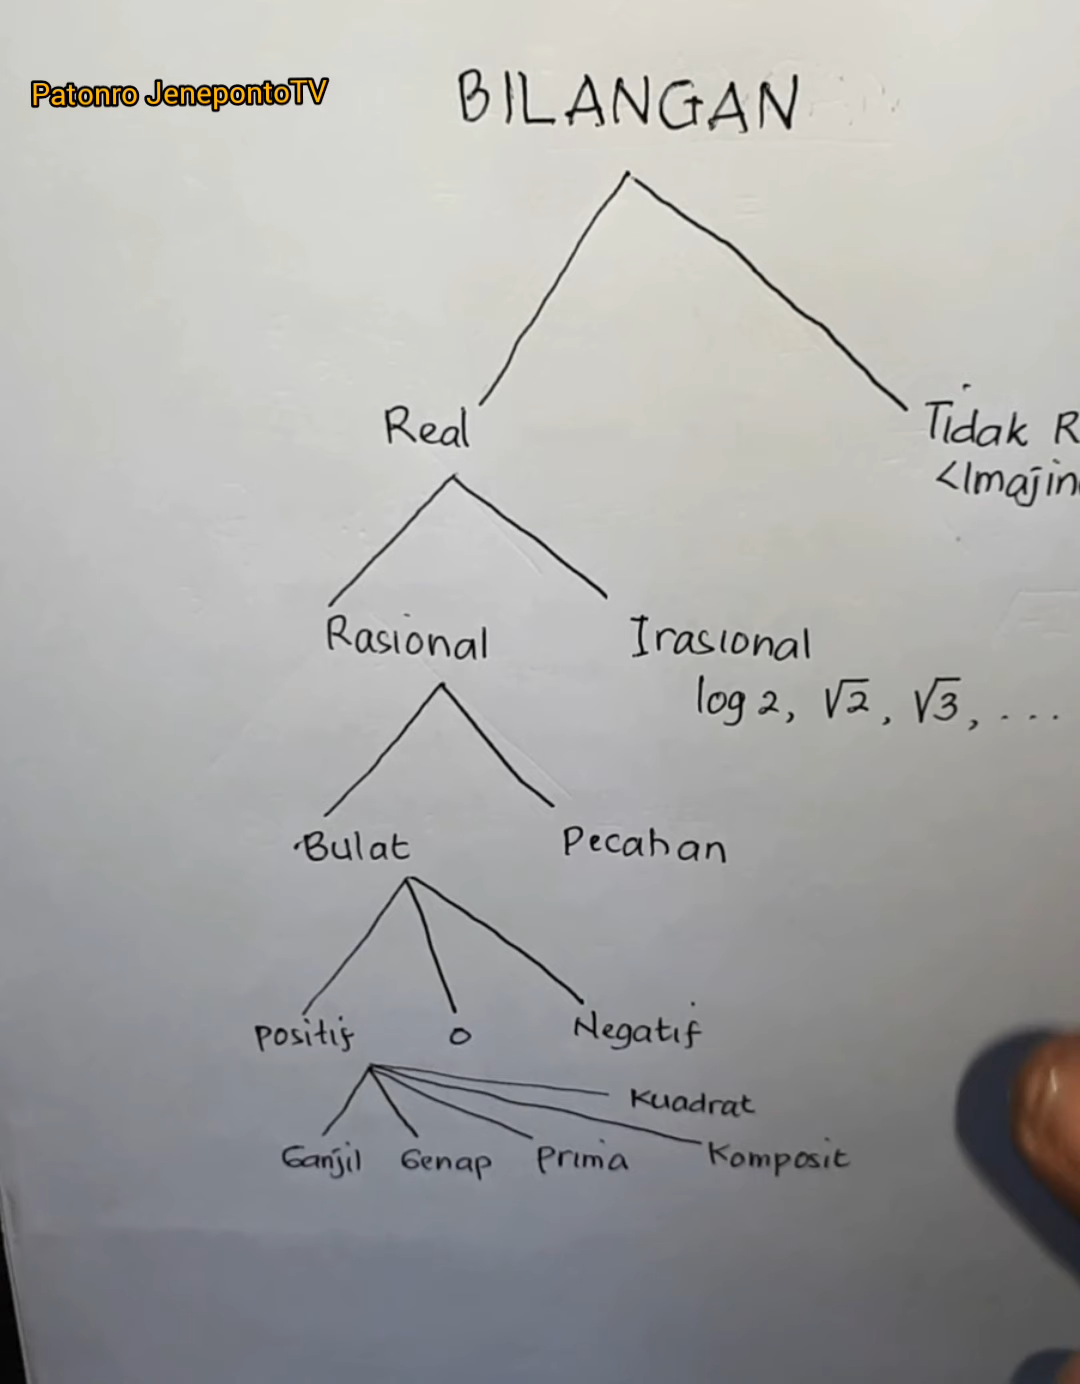 Patonro JenepontoTV
BILANGAN
Real
Tidak R
<Imajin
Rasional
Irasional
log 2, √2, √3, ...
Bulat
Pecahan
Positif
0
Negatif
Kuadrat
Ganjil
Genap
Prima
Komposit